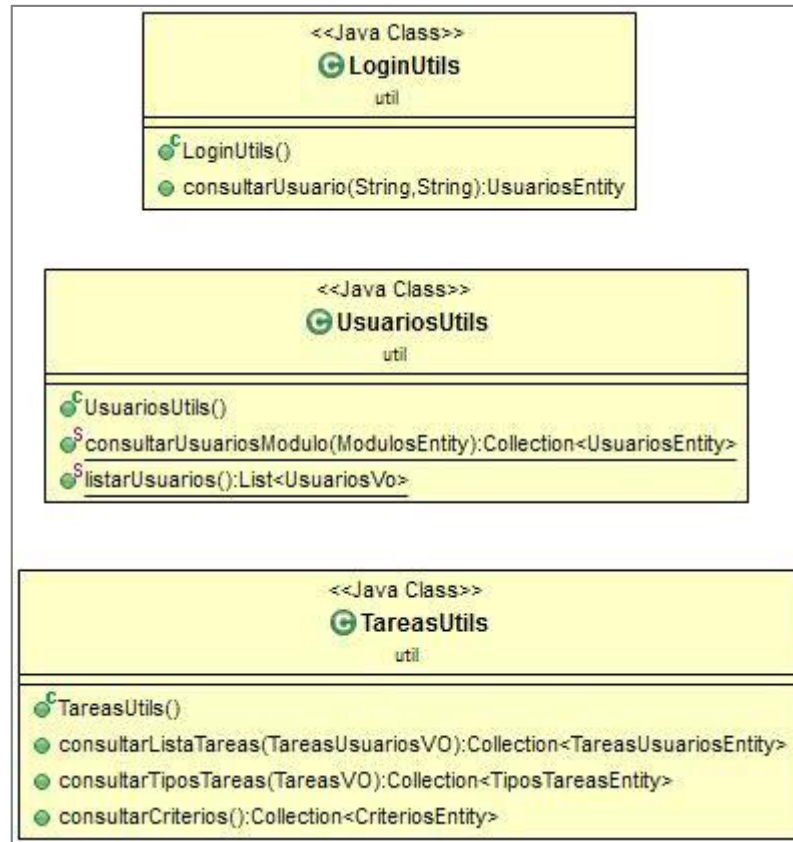 <<Java Class>>
LoginUtils
util
LoginUtils()
consultarUsuario(String,String):UsuariosEntity
<<Java Class>>
UsuariosUtils
util
UsuariosUtils()
consultarUsuariosModulo(ModulosEntity):Collection<UsuariosEntity>
listarUsuarios():List<UsuariosVo>
<<Java Class>>
TareasUtils
util
TareasUtils()
consultarListaTareas(TareasUsuariosVO):Collection<TareasUsuariosEntity>
consultarTiposTareas(TareasVO):Collection<TiposTareasEntity>
consultarCriterios():Collection<CriteriosEntity>